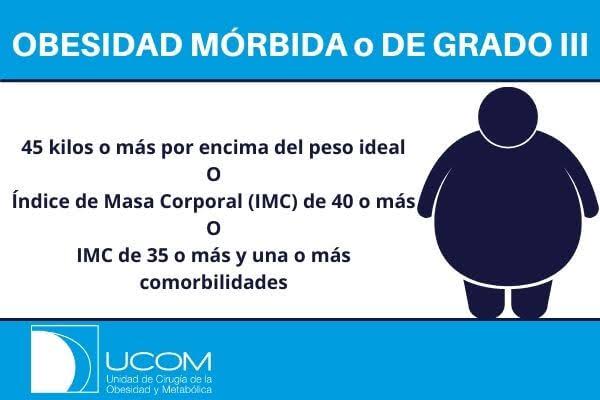 OBESIDAD MÓRBIDA o DE GRADO III
45 kilos o más por encima del peso ideal
O
Índice de Masa Corporal (IMC) de 40 o más
O
IMC de 35 o más y una o más
comorbilidades
UCOM
Unidad de Cirugía de la
Obesidad y Metabólica